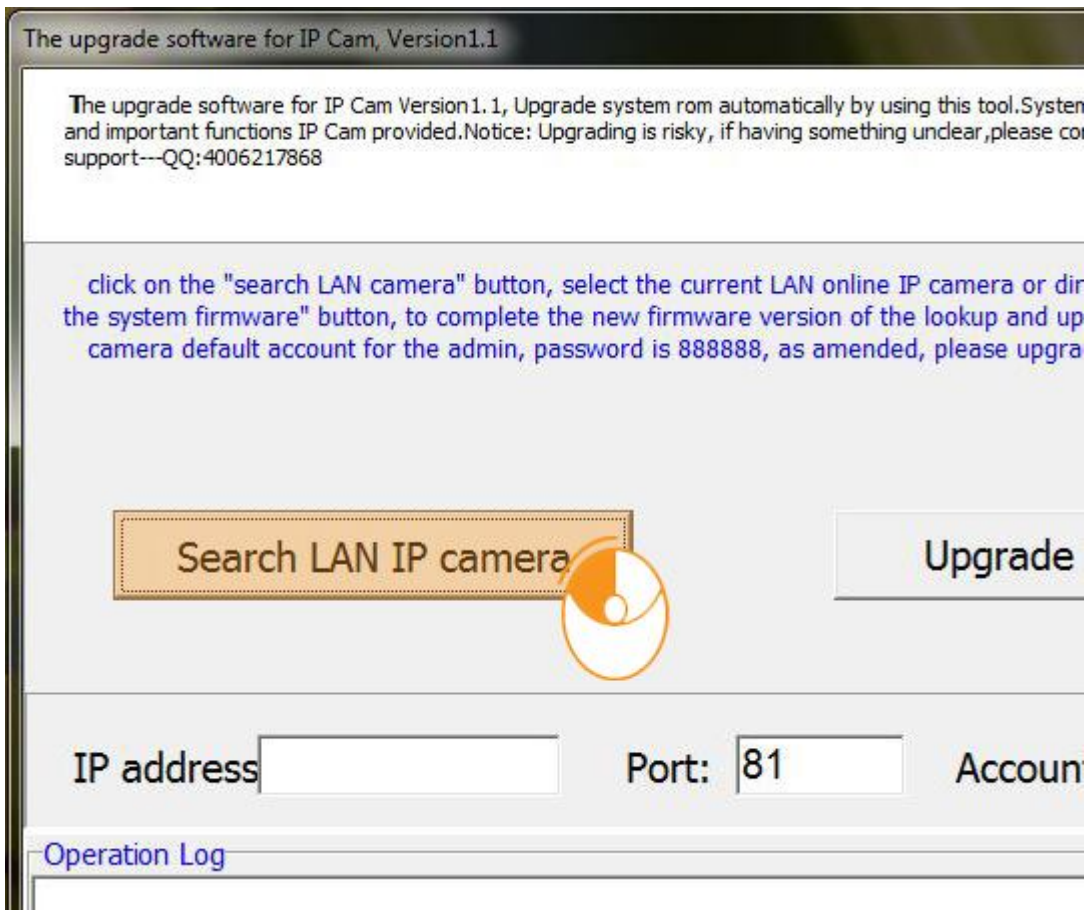 The upgrade software for IP Cam, Version1.1
The upgrade software for IP Cam Version1.1, Upgrade system rom automatically by using this tool.System
and important functions IP Cam provided.Notice: Upgrading is risky, if having something unclear,please
support---QQ:4006217868
click on the "search LAN camera" button, select the current LAN online IP camera or
the system firmware" button, to complete the new firmware version of the lookup and
camera default account for the admin, password is 888888, as amended, please
Search LAN IP camera
Upgrade
IP address
Port: 81
Account
Operation Log